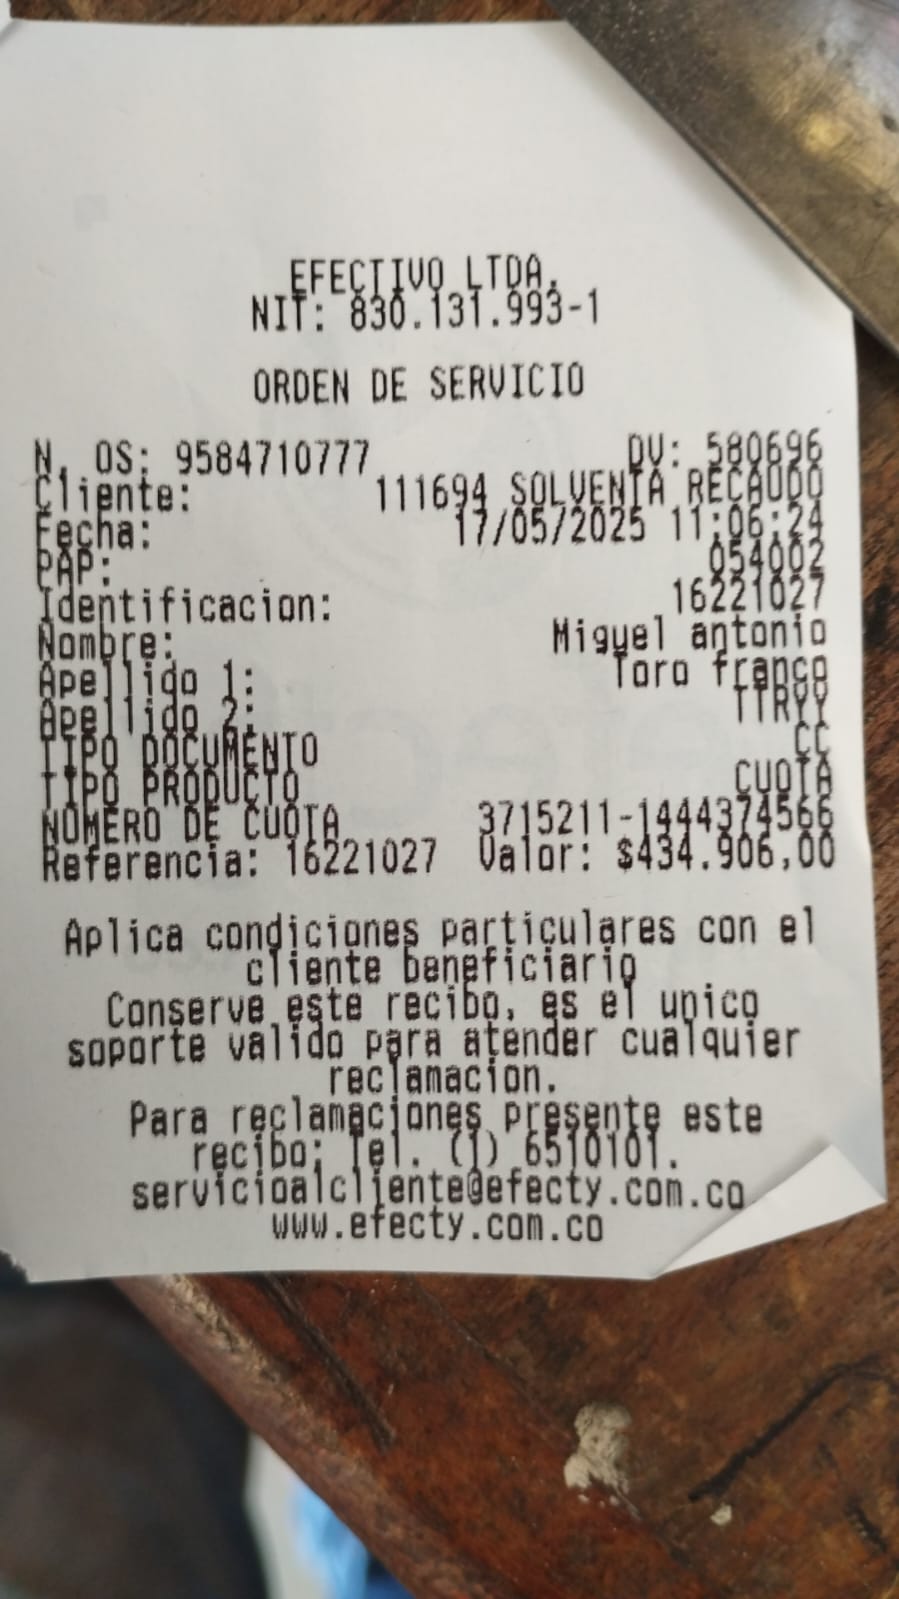 EFECTIVO LTDA.
NIT: 830.131.993-1
ORDEN DE SERVICIO
N. OS: 9584710777 DV: 580696
Cliente: 111694 SOLVENTA RECAUDO
Fecha: 17/05/2025 11:06:24
PAP: 054002
Identificacion: 16221027
Nombre: Miguel antonio
Apellido 1: Toro franco
Apellido 2: TTRYY
TIPO DOCUMENTO CC
TIPO PRODUCTO CUOTA
NUMERO DE CUOTA 3715211-1444374566
Referencia: 16221027 Valor: $434.906,00
Aplica condiciones particulares con el
cliente beneficiario
Conserve este recibo, es el unico
soporte valido para atender cualquier
reclamacion.
Para reclamaciones presente este
recibo: Tel. (1) 6510101.
servicioalcliente@efecty.com.co
www.efecty.com.co